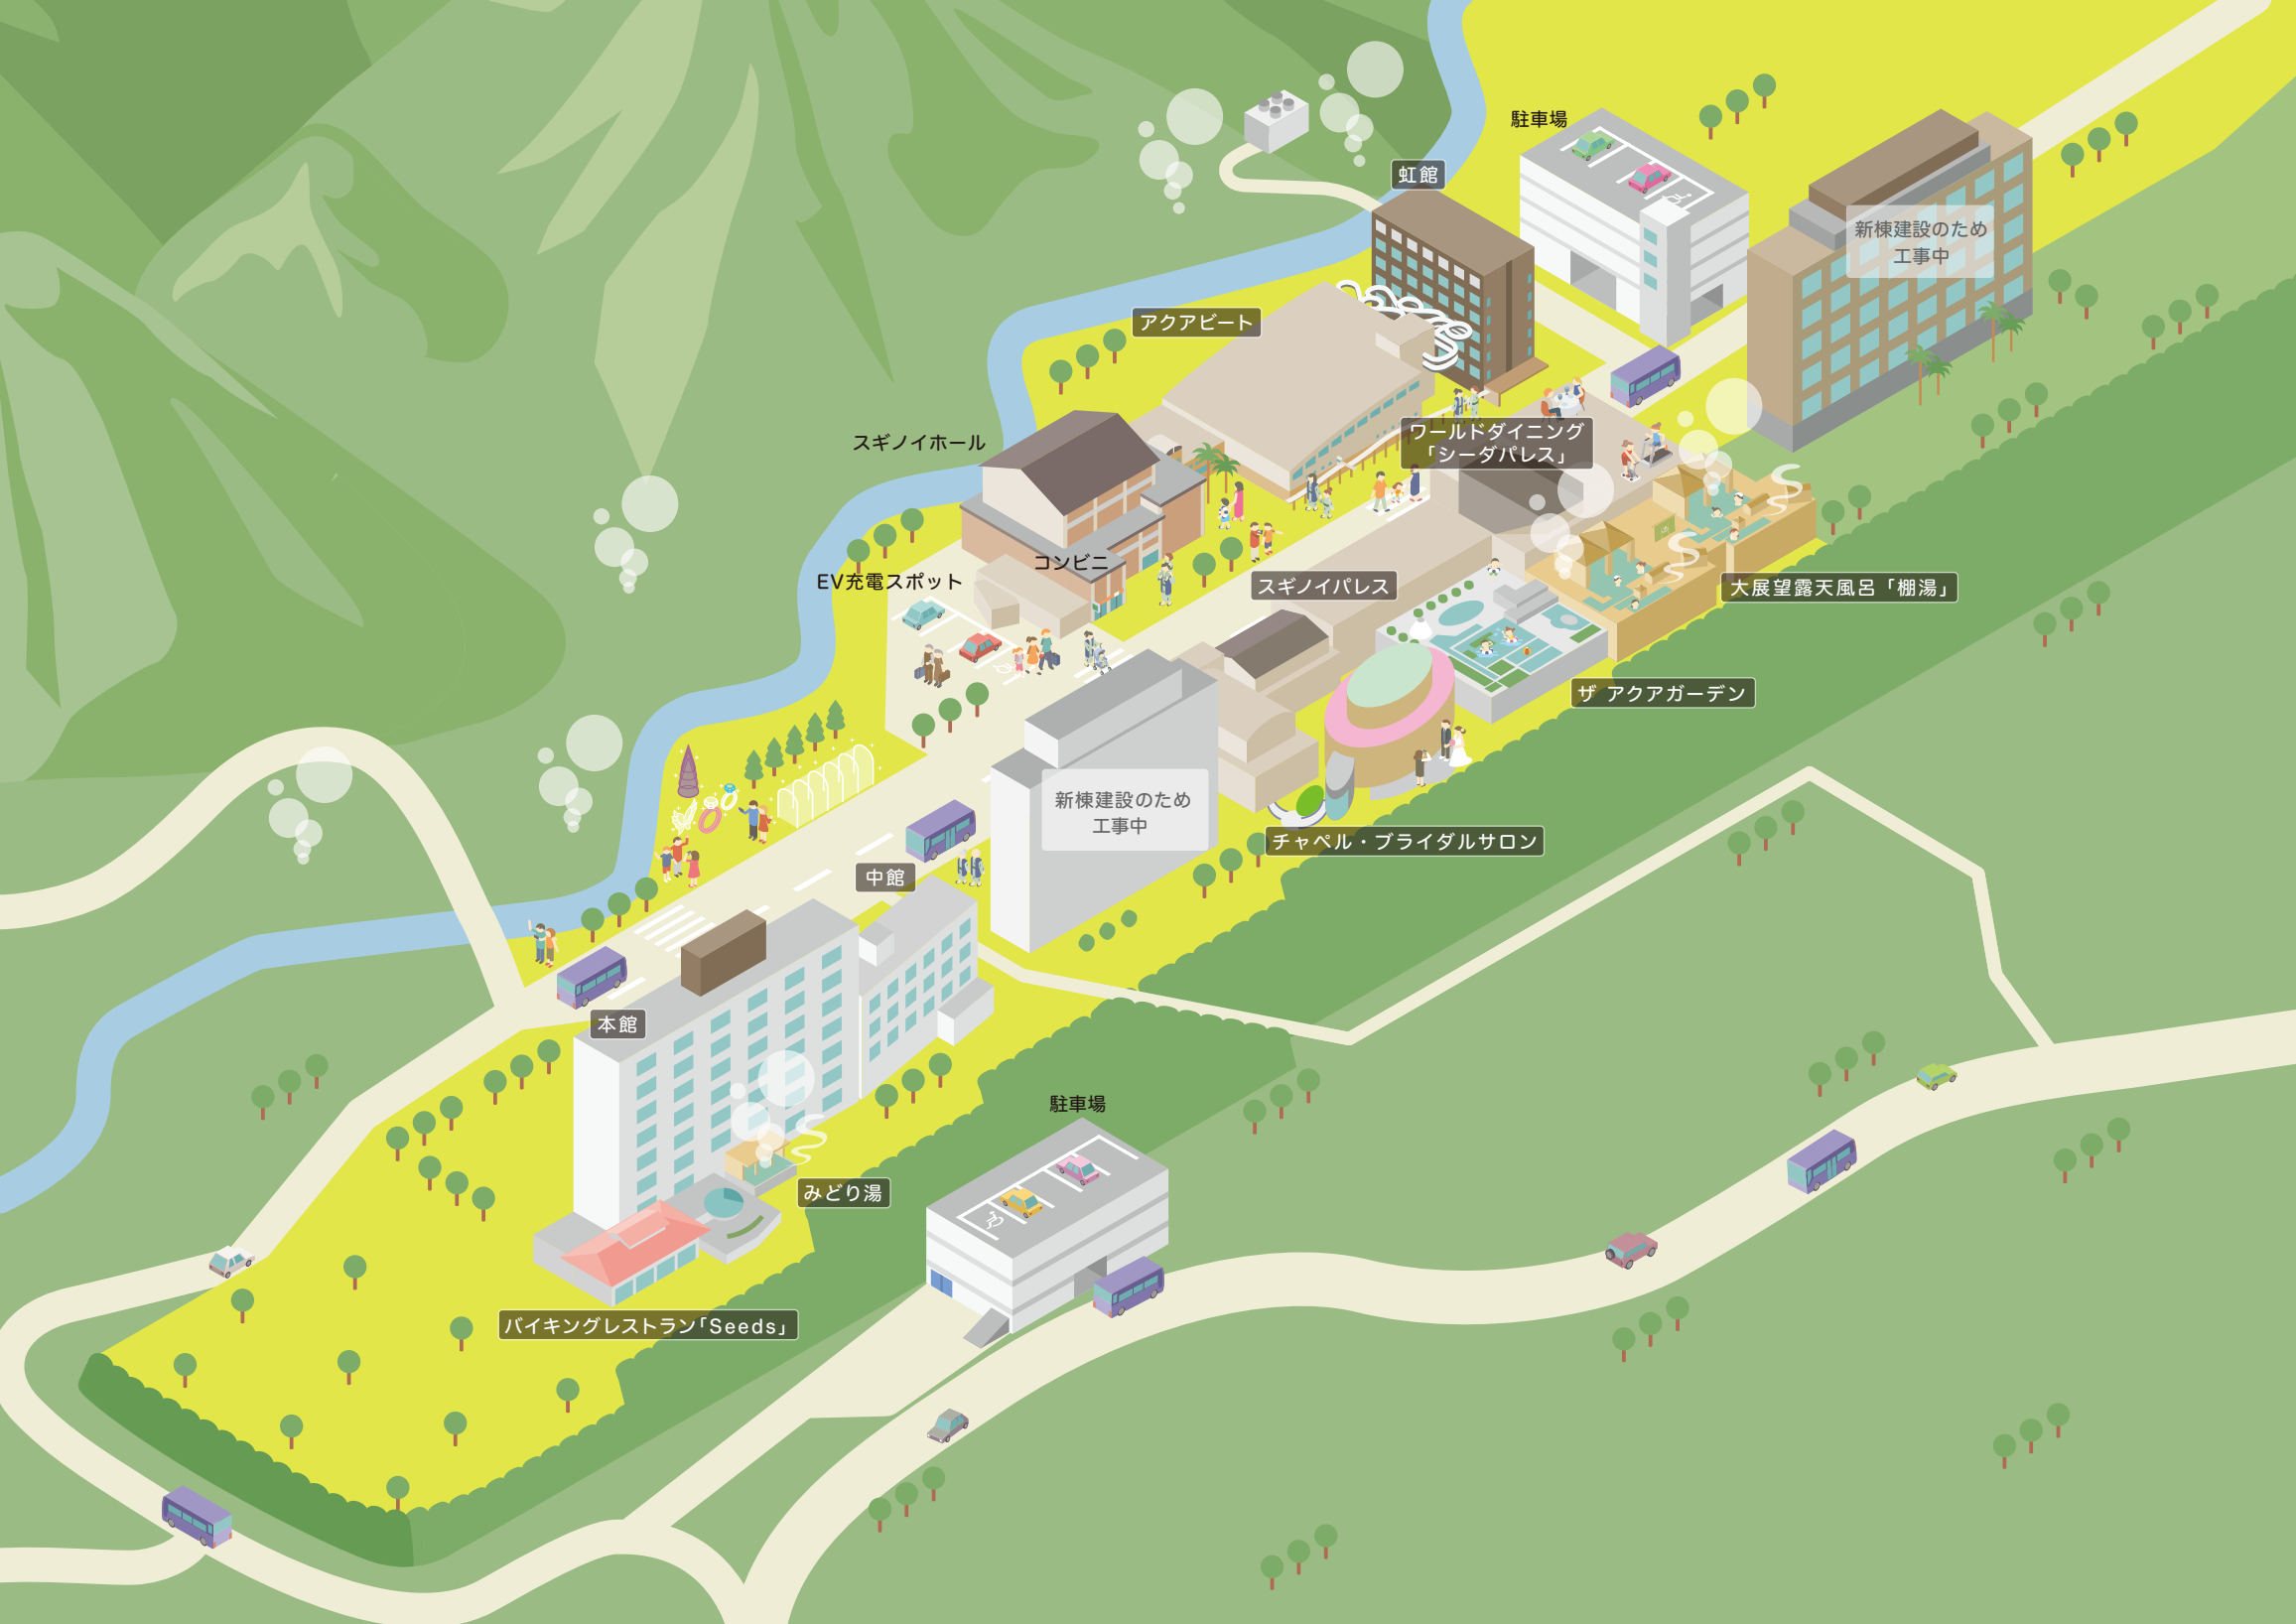 駐車場
虹館
新棟建設のため
工事中
アクアビート
ワールドダイニング
「シーダパレス」
スギノイホール
コンビニ
EV充電スポット
スギノイパレス
大展望露天風呂「棚湯」
ザ アクアガーデン
新棟建設のため
工事中
チャペル・ブライダルサロン
中館
本館
駐車場
みどり湯
バイキングレストラン「Seeds」